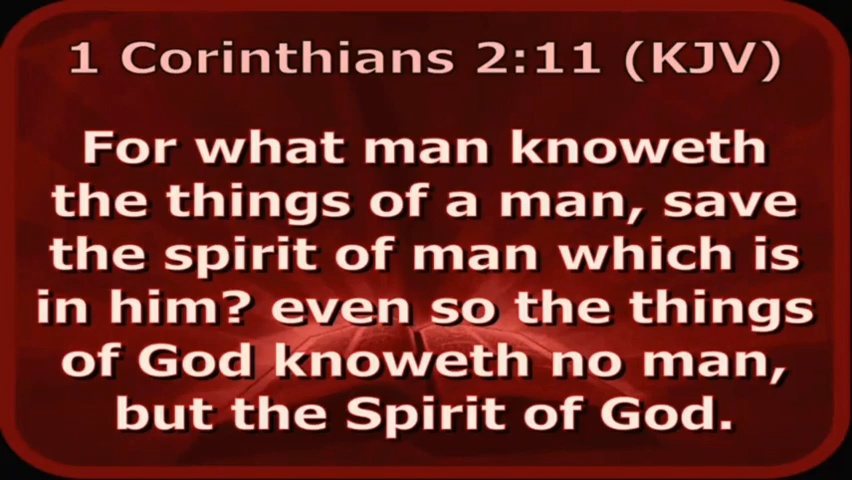 1 Corinthians 2:11 (KJV)
For what man knoweth
the things of a man, save
the spirit of man which is
in him? even so the things
of God knoweth no man,
but the Spirit of God.